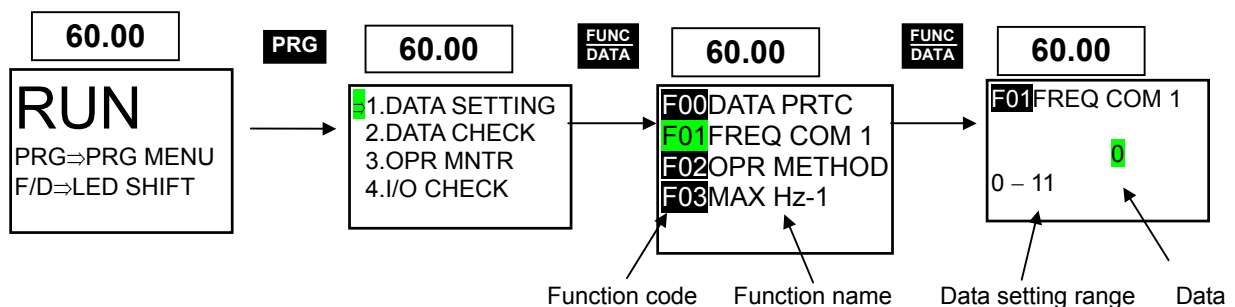 60.00
RUN
PRG⇒PRG MENU
F/D⇒LED SHIFT
PRG
60.00
⇒1.DATA SETTING
2.DATA CHECK
3.OPR MNTR
4.I/O CHECK
FUNC
DATA
60.00
F00DATA PRTC
F01FREQ COM 1
F02OPR METHOD
F03MAX Hz-1
FUNC
DATA
60.00
F01FREQ COM 1
0
0 – 11
Function code
Function name
Data setting range
Data